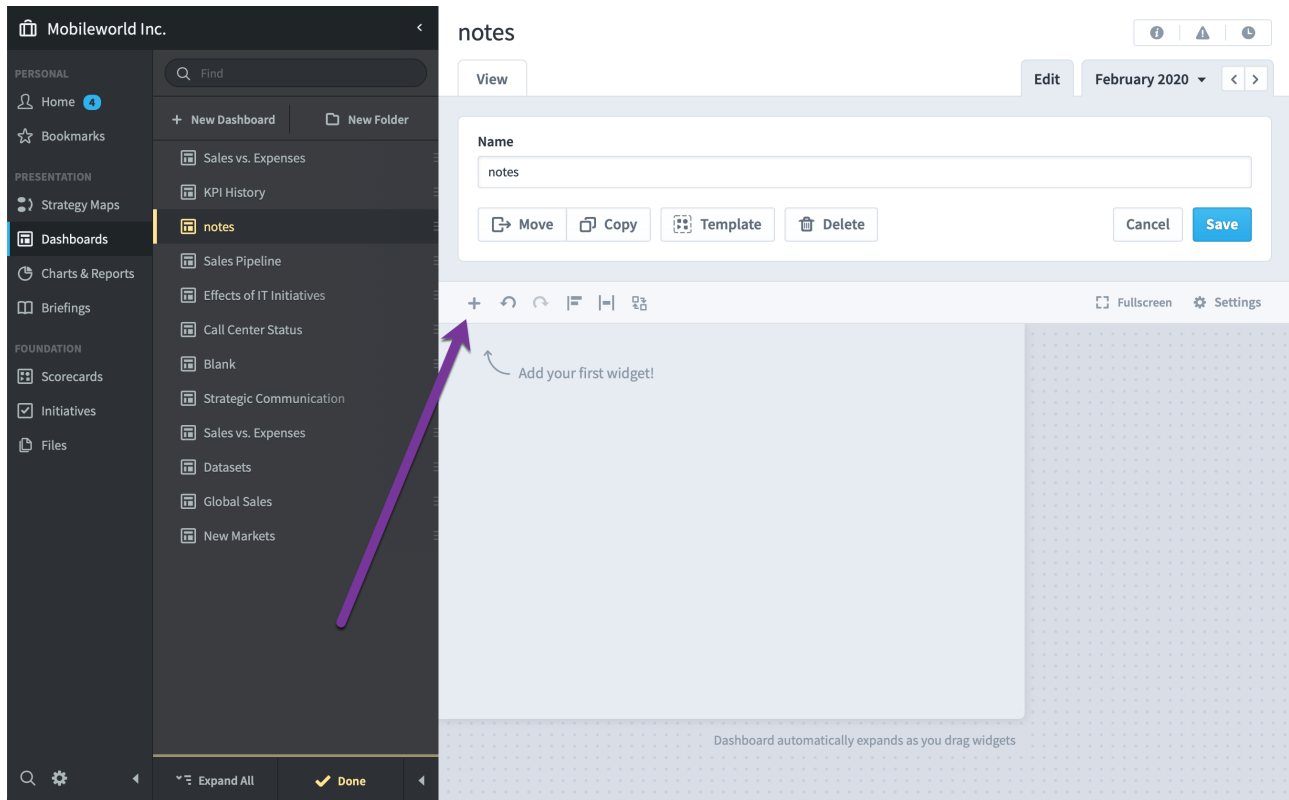 Mobileworld Inc.
PERSONAL
Home 4
Bookmarks
PRESENTATION
Strategy Maps
Dashboards
Charts & Reports
Briefings
FOUNDATION
Scorecards
Initiatives
Files
Find
+ New Dashboard
New Folder
Sales vs. Expenses
KPI History
notes
Sales Pipeline
Effects of IT Initiatives
Call Center Status
Blank
Strategic Communication
Sales vs. Expenses
Datasets
Global Sales
New Markets
Expand All
Done
notes
View
Edit
February 2020
Name
notes
Move
Copy
Template
Delete
Cancel
Save
Fullscreen
Settings
Add your first widget!
Dashboard automatically expands as you drag widgets